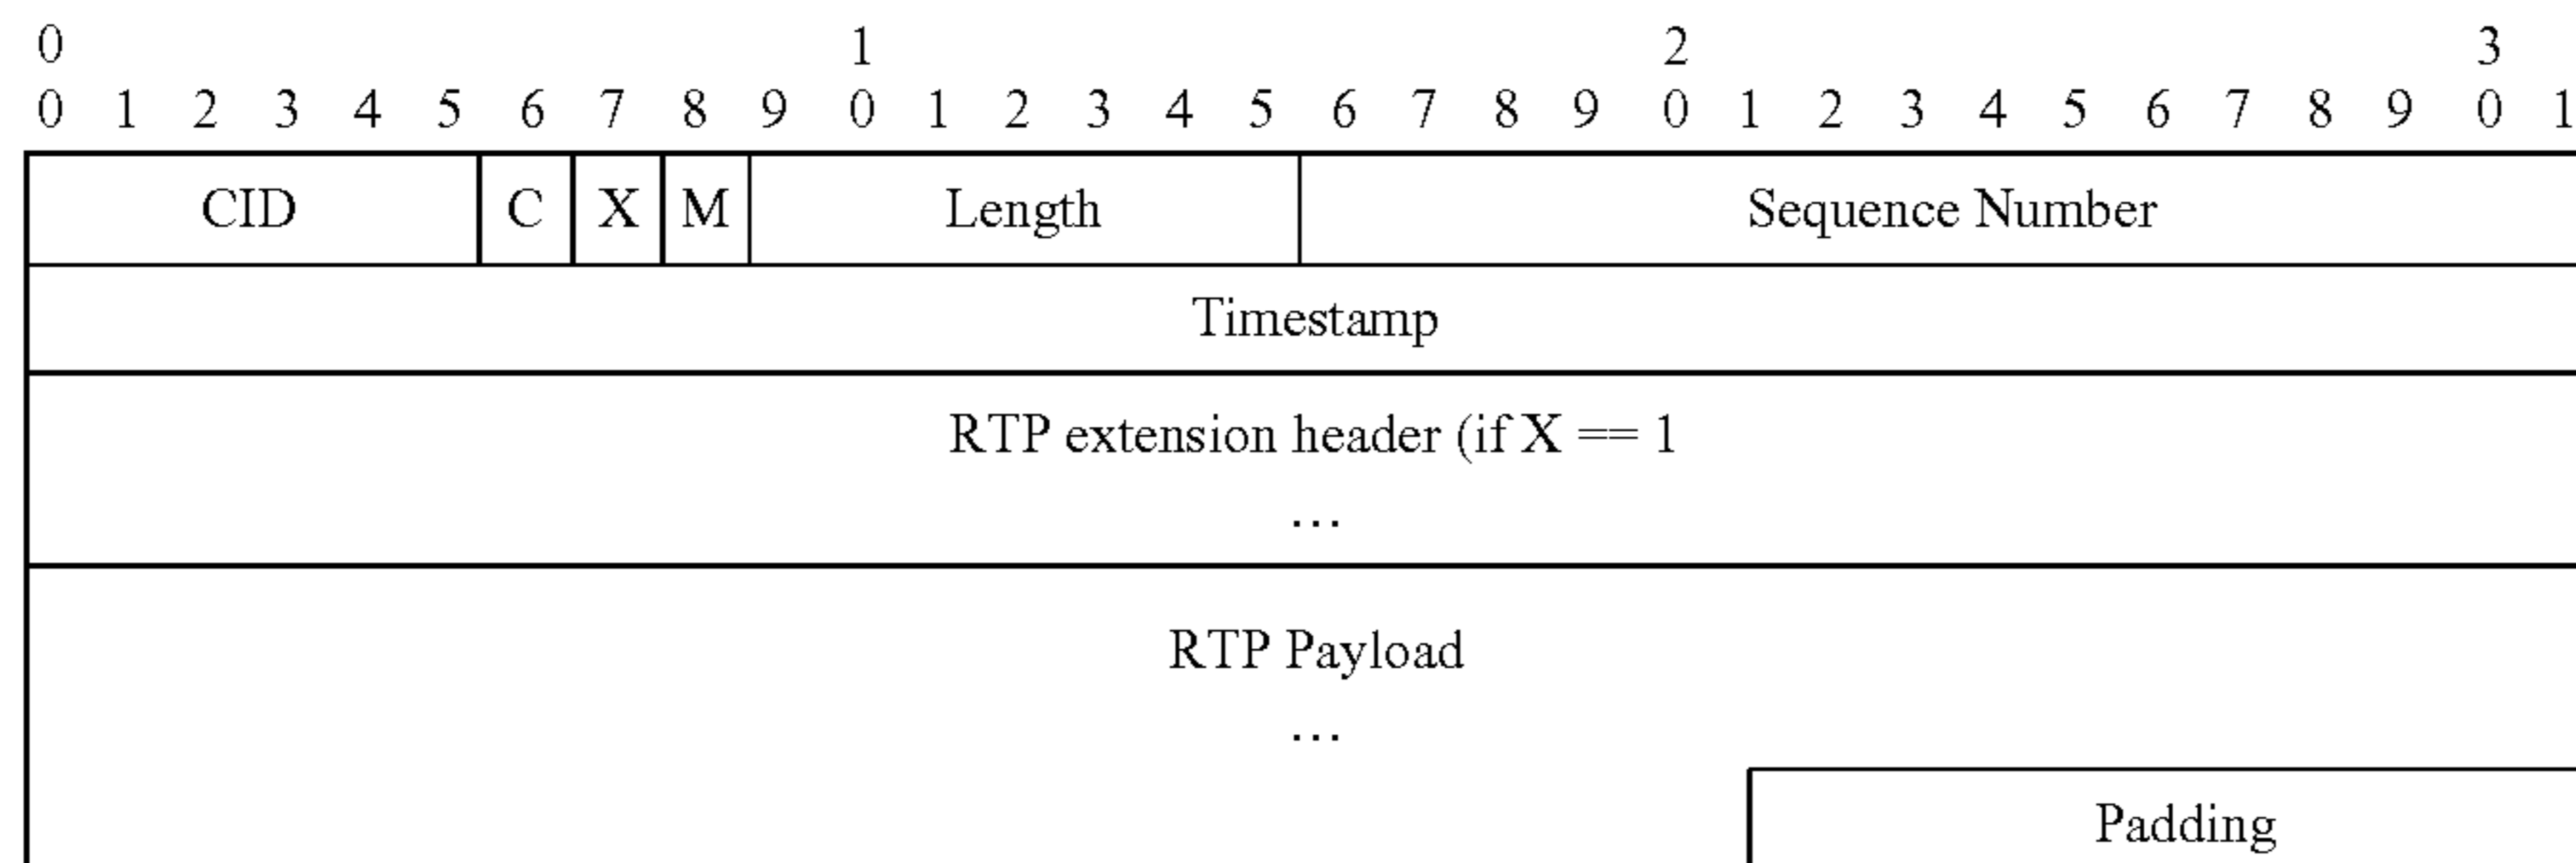 0 1 2 3
0 1 2 3 4 5 6 7 8 9 0 1 2 3 4 5 6 7 8 9 0 1 2 3 4 5 6 7 8 9 0 1
CID C X M Length Sequence Number
Timestamp
RTP extension header (if X == 1
...
RTP Payload
...
Padding